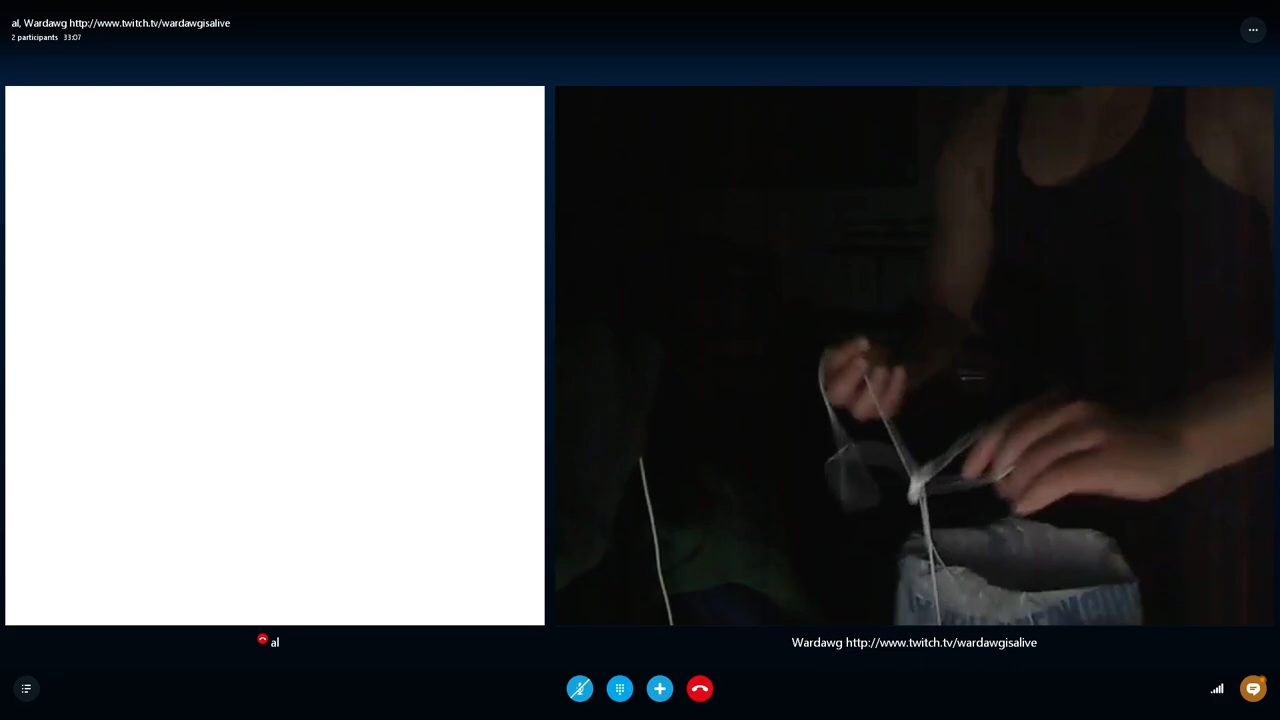 al, Wardawg http://www.twitch.tv/wardawgisalive
2 participants 33:07
al
Wardawg http://www.twitch.tv/wardawgisalive